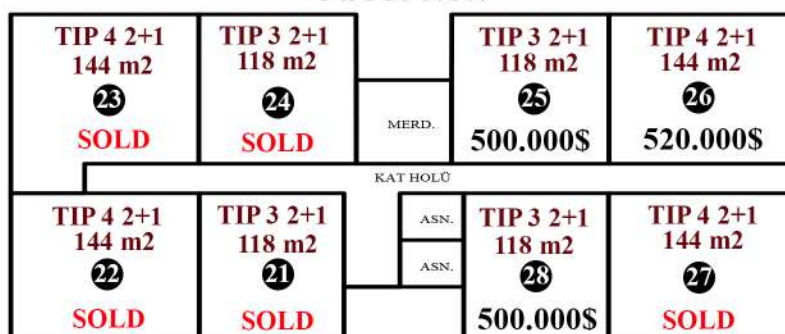 TIP 4 2+1
144 m2
23
SOLD
TIP 3 2+1
118 m2
24
SOLD
MERD.
TIP 3 2+1
118 m2
25
500.000$
TIP 4 2+1
144 m2
26
520.000$
KAT HOLÜ
TIP 4 2+1
144 m2
22
SOLD
TIP 3 2+1
118 m2
21
SOLD
ASN.
ASN.
TIP 3 2+1
118 m2
28
500.000$
TIP 4 2+1
144 m2
27
SOLD